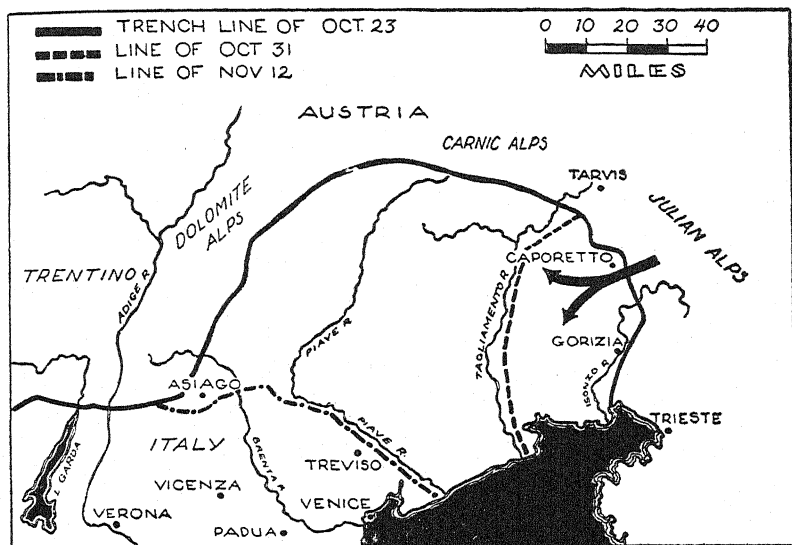 TRENCH LINE OF OCT. 23
LINE OF OCT 31
LINE OF NOV 12
0 10 20 30 40
MILES
AUSTRIA
CARNIC ALPS
TARVIS
JULIAN ALPS
DOLOMITE
ALPS
TRENTINO
ADIGE R.
CAPORETTO
TAGLIAMENTO R
PIAVE R
GORIZIA
ISONZO R
ASIAGO
TRIESTE
ITALY
PIAVE R.
BRENTA R
TREVISO
L GARDA
VICENZA
VENICE
VERONA
PADUA